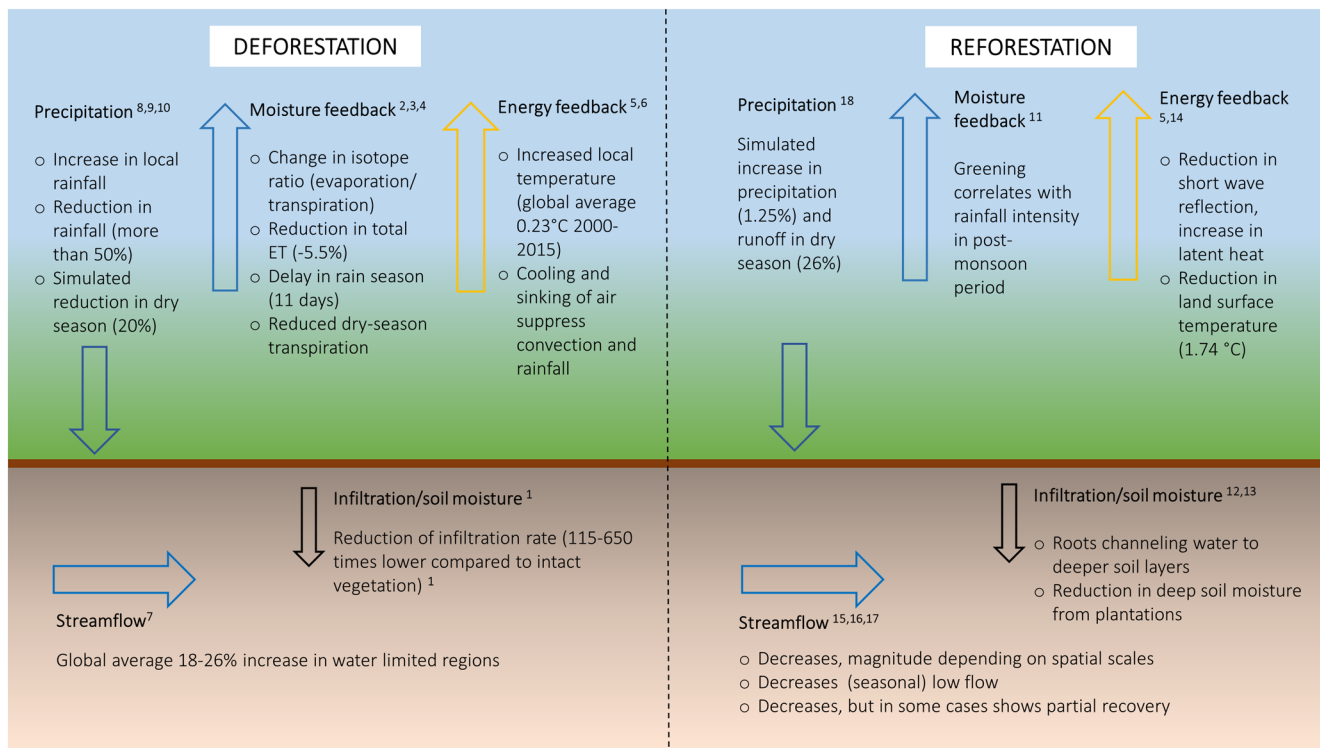 DEFORESTATION
Precipitation 8,9,10
○ Increase in local
rainfall
○ Reduction in
rainfall (more
than 50%)
○ Simulated
reduction in dry
season (20%)
Moisture feedback 2,3,4
○ Change in isotope
ratio (evaporation/
transpiration)
○ Reduction in total
ET (-5.5%)
○ Delay in rain season
(11 days)
○ Reduced dry-season
transpiration
Energy feedback 5,6
○ Increased local
temperature
(global average
0.23°C 2000-
2015)
○ Cooling and
sinking of air
suppress
convection and
rainfall
Infiltration/soil moisture 1
Reduction of infiltration rate (115-650
times lower compared to intact
vegetation) 1
Streamflow7
Global average 18-26% increase in water limited regions
REFORESTATION
Precipitation 18
Simulated
increase in
precipitation
(1.25%) and
runoff in dry
season (26%)
Moisture
feedback 11
Greening
correlates with
rainfall intensity
in post-
monsoon
period
Energy feedback
5,14
○ Reduction in
short wave
reflection,
increase in
latent heat
○ Reduction in
land surface
temperature
(1.74 °C)
Infiltration/soil moisture 12,13
○ Roots channeling water to
deeper soil layers
○ Reduction in deep soil moisture
from plantations
Streamflow 15,16,17
○ Decreases, magnitude depending on spatial scales
○ Decreases (seasonal) low flow
○ Decreases, but in some cases shows partial recovery